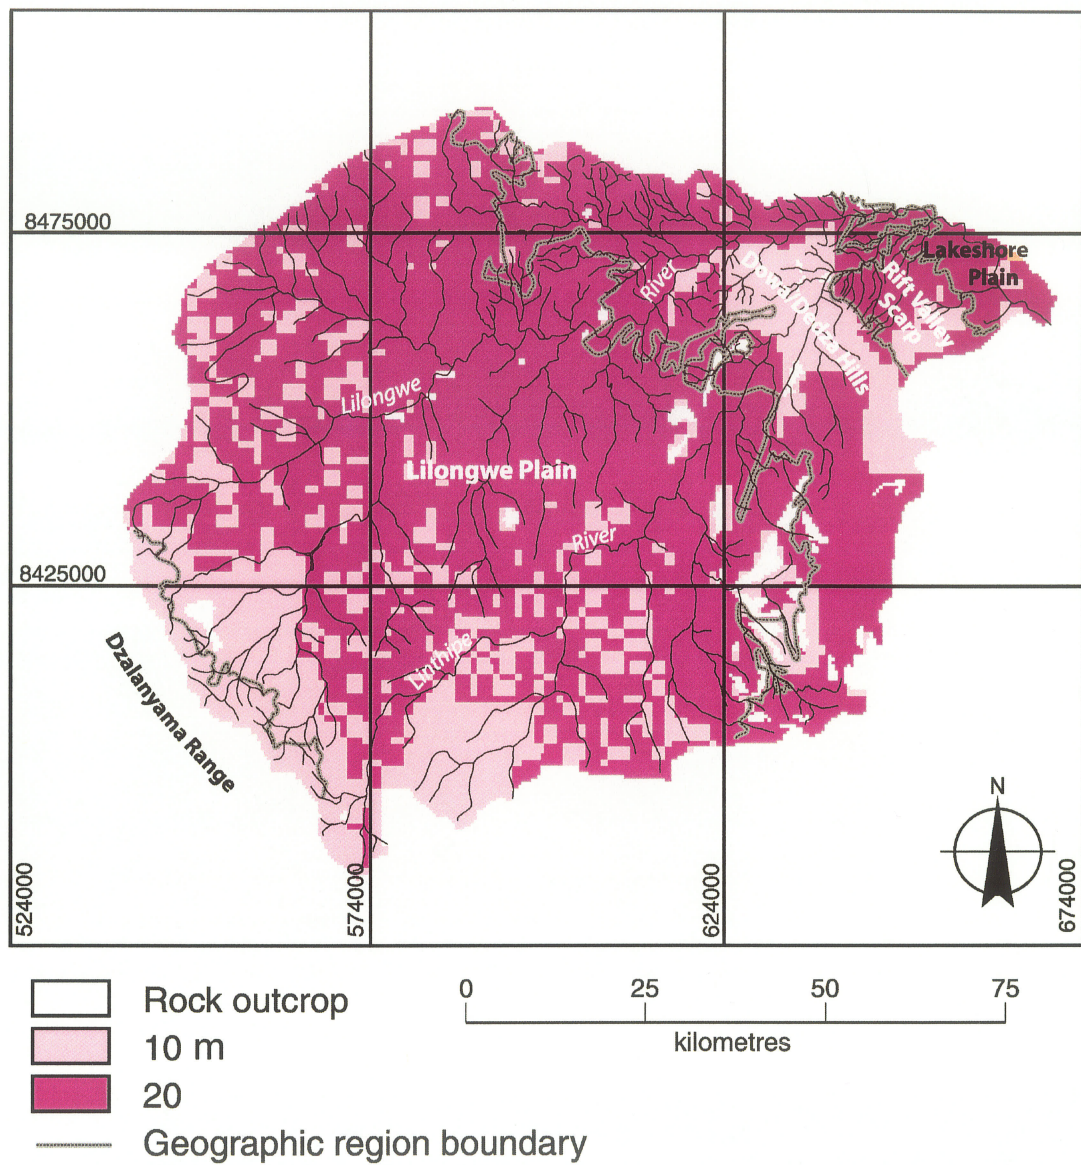 8475000
Lakeshore
Plain
River
Dowa/Dedza Hills
Rift Valley
Scarp
Lilongwe
Lilongwe Plain
River
8425000
Linthipe
Dzalanyama Range
N
524000
574000
624000
674000
Rock outcrop
10 m
20
Geographic region boundary
0 25 50 75
kilometres